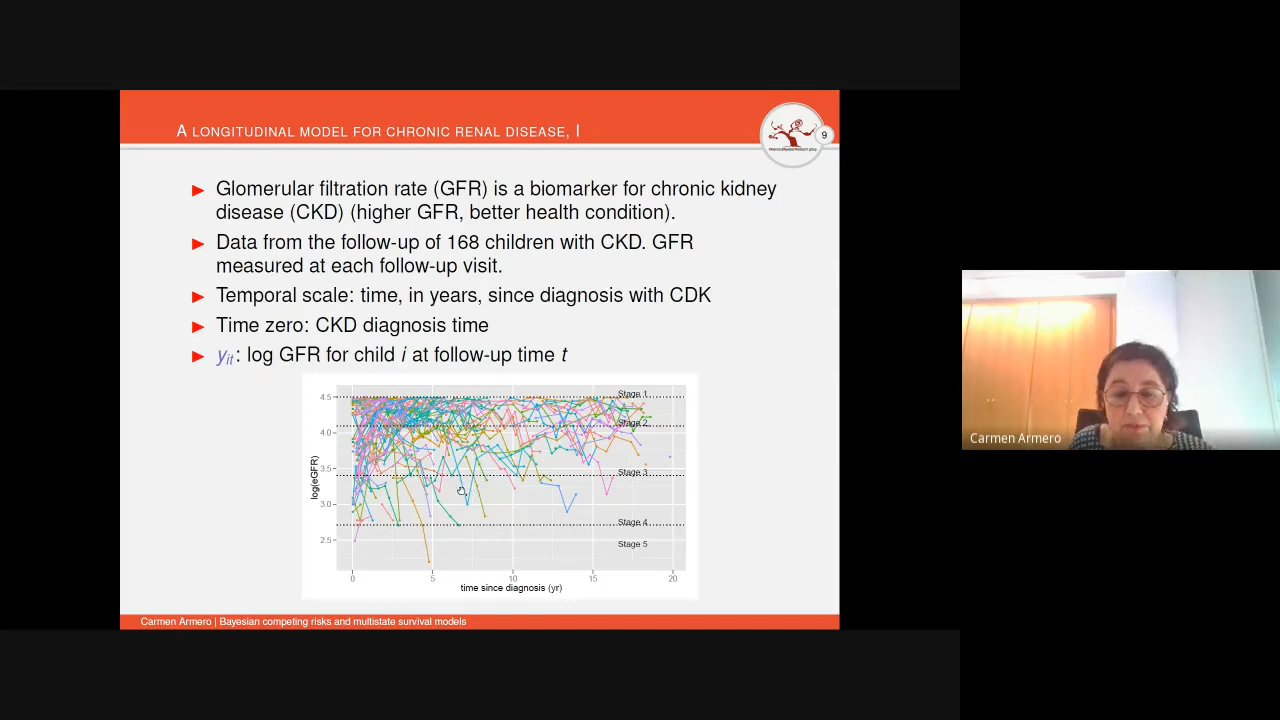 A LONGITUDINAL MODEL FOR CHRONIC RENAL DISEASE, I
9
Glomerular filtration rate (GFR) is a biomarker for chronic kidney
disease (CKD) (higher GFR, better health condition).
Data from the follow-up of 168 children with CKD. GFR
measured at each follow-up visit.
Temporal scale: time, in years, since diagnosis with CDK
Time zero: CKD diagnosis time
yit: log GFR for child i at follow-up time t
4.5
4.0
3.5
3.0
2.5
log(eGFR)
Stage 1
Stage 2
Stage 3
Stage 4
Stage 5
0 5 10 15 20
time since diagnosis (yr)
Carmen Armero | Bayesian competing risks and multistate survival models
Carmen Armero